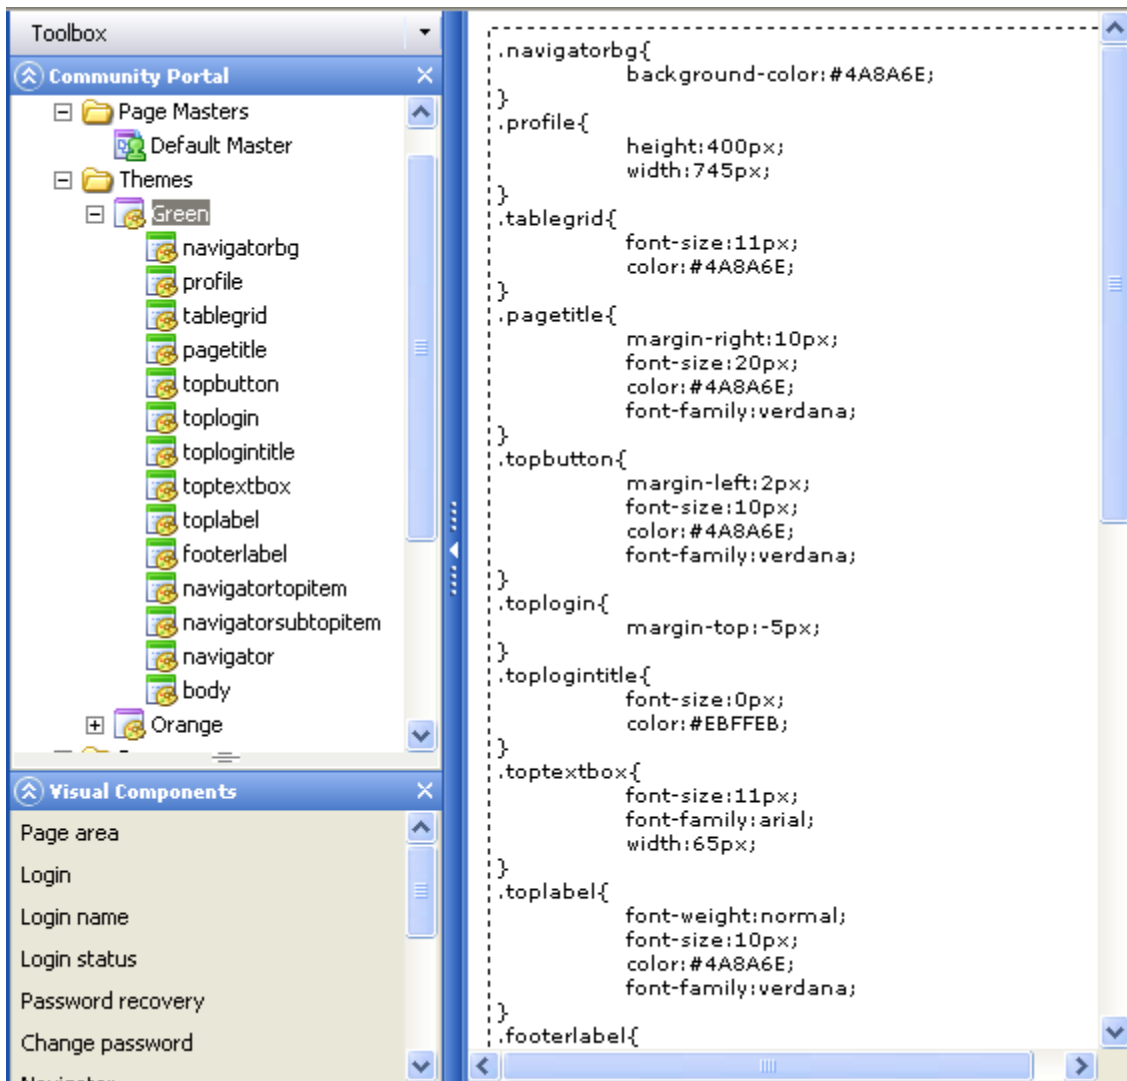 Toolbox
Community Portal
Page Masters
Default Master
Themes
Green
navigatorbg
profile
tablegrid
pagetitle
topbutton
toplogin
toplogintitle
toptextbox
toplabel
footerlabel
navigatortopitem
navigatorsubtopitem
navigator
body
Orange
Visual Components
Page area
Login
Login name
Login status
Password recovery
Change password
.navigatorbg{
background-color:#4A8A6E;
}
.profile{
height:400px;
width:745px;
}
.tablegrid{
font-size:11px;
color:#4A8A6E;
}
.pagetitle{
margin-right:10px;
font-size:20px;
color:#4A8A6E;
font-family:verdana;
}
.topbutton{
margin-left:2px;
font-size:10px;
color:#4A8A6E;
font-family:verdana;
}
.toplogin{
margin-top:-5px;
}
.toplogintitle{
font-size:0px;
color:#EBFFEB;
}
.toptextbox{
font-size:11px;
font-family:arial;
width:65px;
}
.toplabel{
font-weight:normal;
font-size:10px;
color:#4A8A6E;
font-family:verdana;
}
.footerlabel{